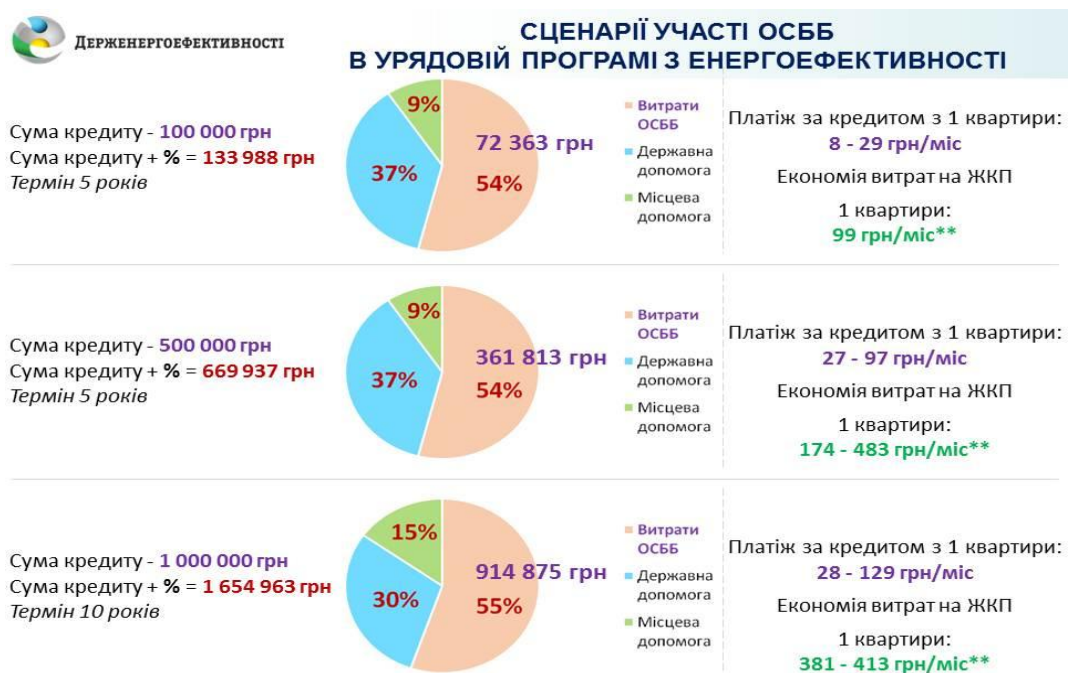 ДЕРЖЕНЕРГОЕФЕКТИВНОСТІ
СЦЕНАРІЇ УЧАСТІ ОСББ
В УРЯДОВІЙ ПРОГРАМІ З ЕНЕРГОЕФЕКТИВНОСТІ
Сума кредиту - 100 000 грн
Сума кредиту + % = 133 988 грн
Термін 5 років
9%
37%
72 363 грн
54%
Витрати
ОСББ
Державна
допомога
Місцева
допомога
Платіж за кредитом з 1 квартири:
8 - 29 грн/міс
Економія витрат на ЖКП
1 квартири:
99 грн/міс**
Сума кредиту - 500 000 грн
Сума кредиту + % = 669 937 грн
Термін 5 років
9%
37%
361 813 грн
54%
Витрати
ОСББ
Державна
допомога
Місцева
допомога
Платіж за кредитом з 1 квартири:
27 - 97 грн/міс
Економія витрат на ЖКП
1 квартири:
174 - 483 грн/міс**
Сума кредиту - 1 000 000 грн
Сума кредиту + % = 1 654 963 грн
Термін 10 років
15%
30%
914 875 грн
55%
Витрати
ОСББ
Державна
допомога
Місцева
допомога
Платіж за кредитом з 1 квартири:
28 - 129 грн/міс
Економія витрат на ЖКП
1 квартири:
381 - 413 грн/міс**